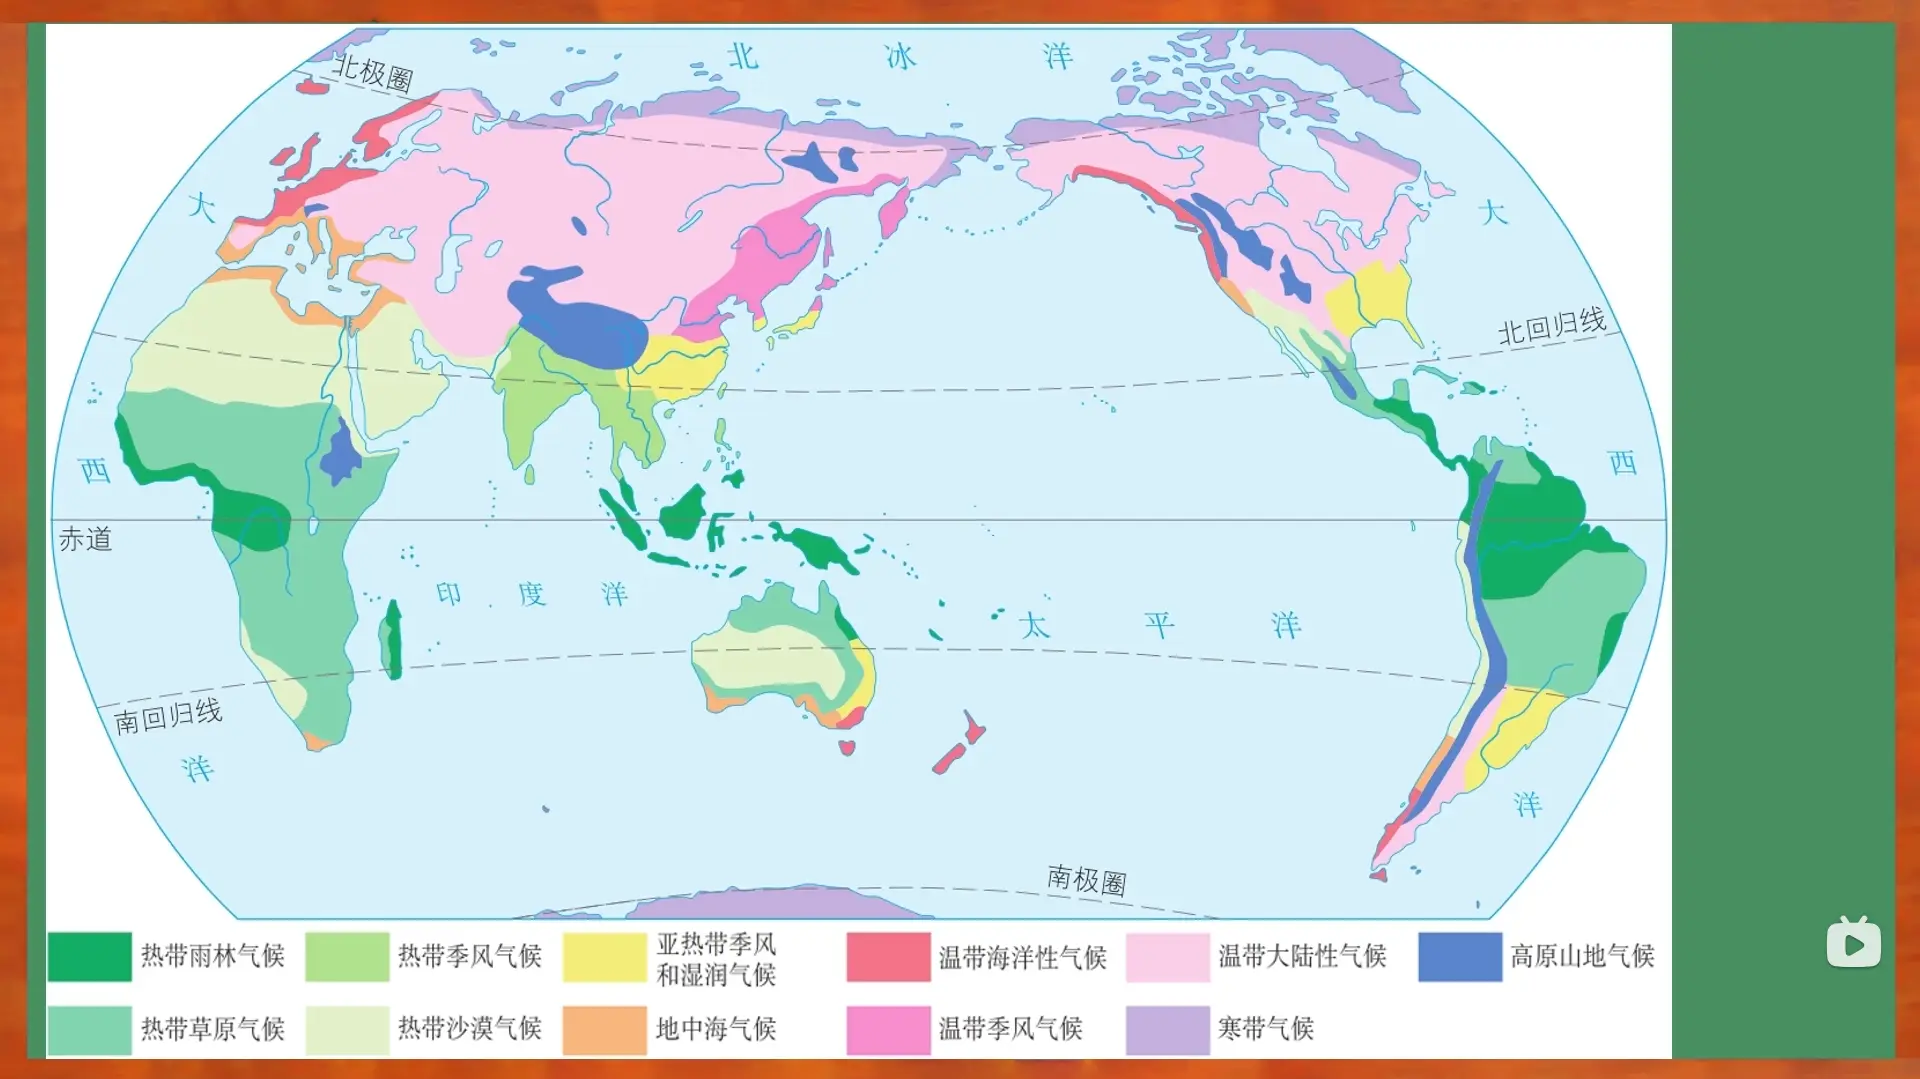 北冰洋
北极圈
大
大
北回归线
西
西
赤道
印度洋
太平洋
南回归线
洋
洋
南极圈
热带雨林气候
热带季风气候
亚热带季风
和湿润气候
温带海洋性气候
温带大陆性气候
高原山地气候
热带草原气候
热带沙漠气候
地中海气候
温带季风气候
寒带气候